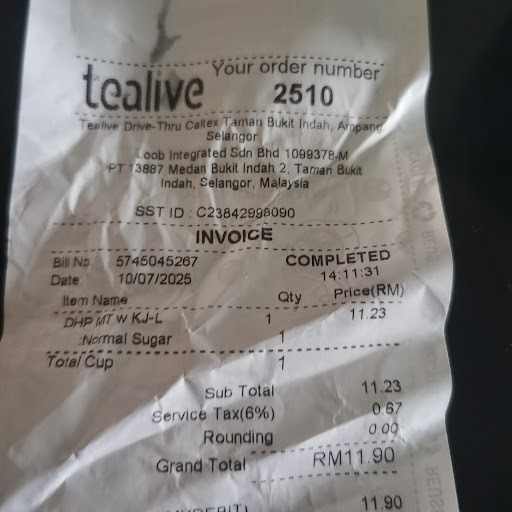 tealive
Your order number
2510
Tealive Drive-Thru Caltex Taman Bukit Indah, Ampang
Selangor
Loob Integrated Sdn Bhd 1099378-M
PT 13887 Medan Bukit Indah 2, Taman Bukit
Indah, Selangor, Malaysia
SST ID : C23842998090
INVOICE
Bill No: 5745045267 COMPLETED
Date 10/07/2025 14:11:31
Item Name Qty Price(RM)
DHP MT W KJ-L 1 11.23
:Normal Sugar 1
Total Cup 1
Sub Total 11.23
Service Tax(6%) 0.67
Rounding 0.00
Grand Total RM11.90
11.90